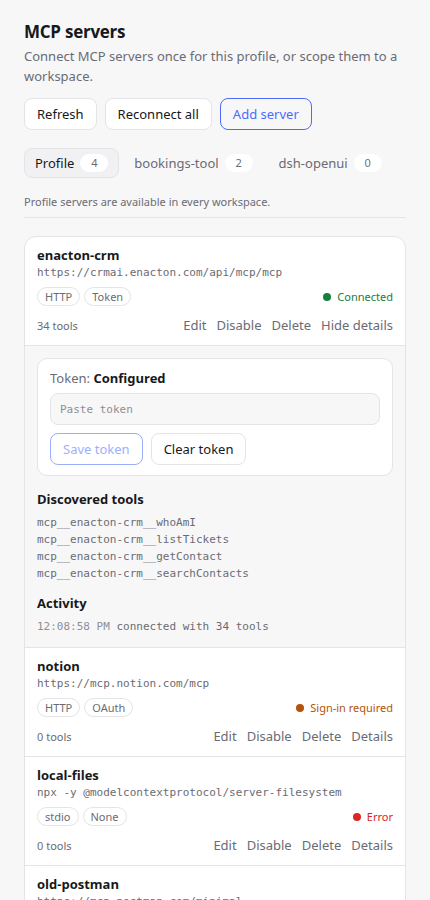 MCP servers
Connect MCP servers once for this profile, or scope them to a
workspace.
Refresh Reconnect all Add server
Profile 4 bookings-tool 2 dsh-openui 0
Profile servers are available in every workspace.
enacton-crm
https://crmai.enacton.com/api/mcp/mcp
HTTP Token Connected
34 tools Edit Disable Delete Hide details
Token: Configured
Paste token
Save token Clear token
Discovered tools
mcp__enacton-crm__whoAmI
mcp__enacton-crm__listTickets
mcp__enacton-crm__getContact
mcp__enacton-crm__searchContacts
Activity
12:08:58 PM connected with 34 tools
notion
https://mcp.notion.com/mcp
HTTP OAuth Sign-in required
0 tools Edit Disable Delete Details
local-files
npx -y @modelcontextprotocol/server-filesystem
stdio None Error
0 tools Edit Disable Delete Details
old-postman